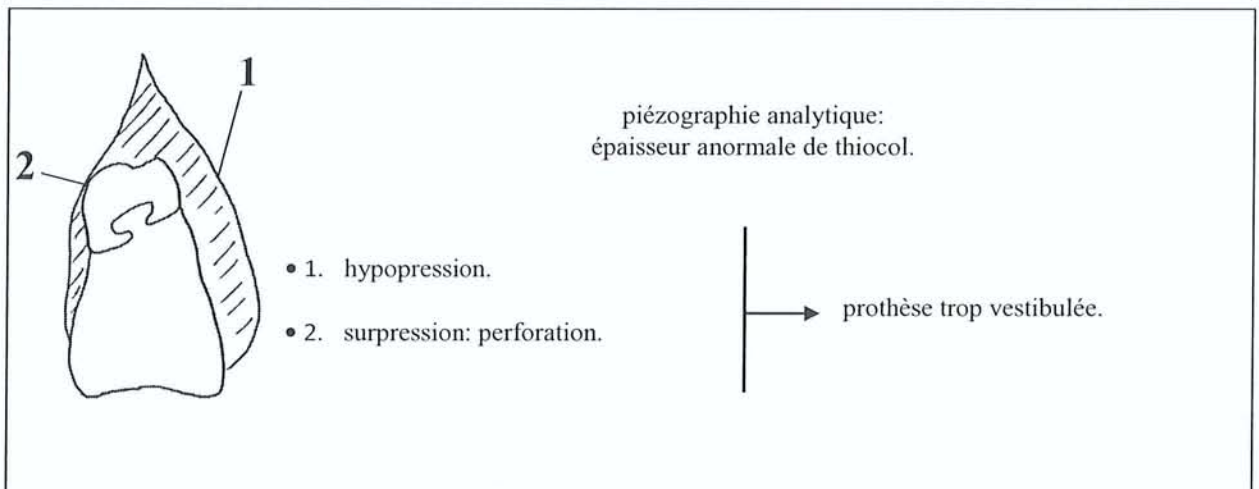 1
2
piézographie analytique:
épaisseur anormale de thiocol.
• 1. hypopression.
• 2. surpression: perforation.
prothèse trop vestibulée.